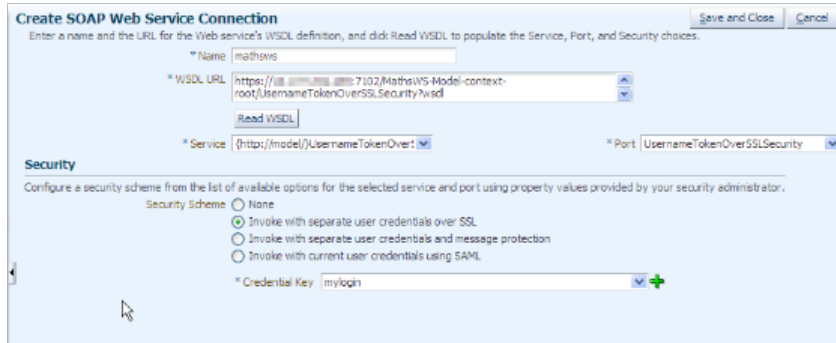 Create SOAP Web Service Connection
Save and Close Cancel
Enter a name and the URL for the Web service's WSDL definition, and click Read WSDL to populate the Service, Port, and Security choices.
* Name mathsws
* WSDL URL https:// :7102/MathsWS-Model-context-
root/UsernameTokenOverSSLSecurity?wsdl
Read WSDL
* Service {http://model/}UsernameTokenOver! * Port UsernameTokenOverSSLSecurity
Security
Configure a security scheme from the list of available options for the selected service and port using property values provided by your security administrator.
Security Scheme None
Invoke with separate user credentials over SSL
Invoke with separate user credentials and message protection
Invoke with current user credentials using SAML
* Credential Key mylogin